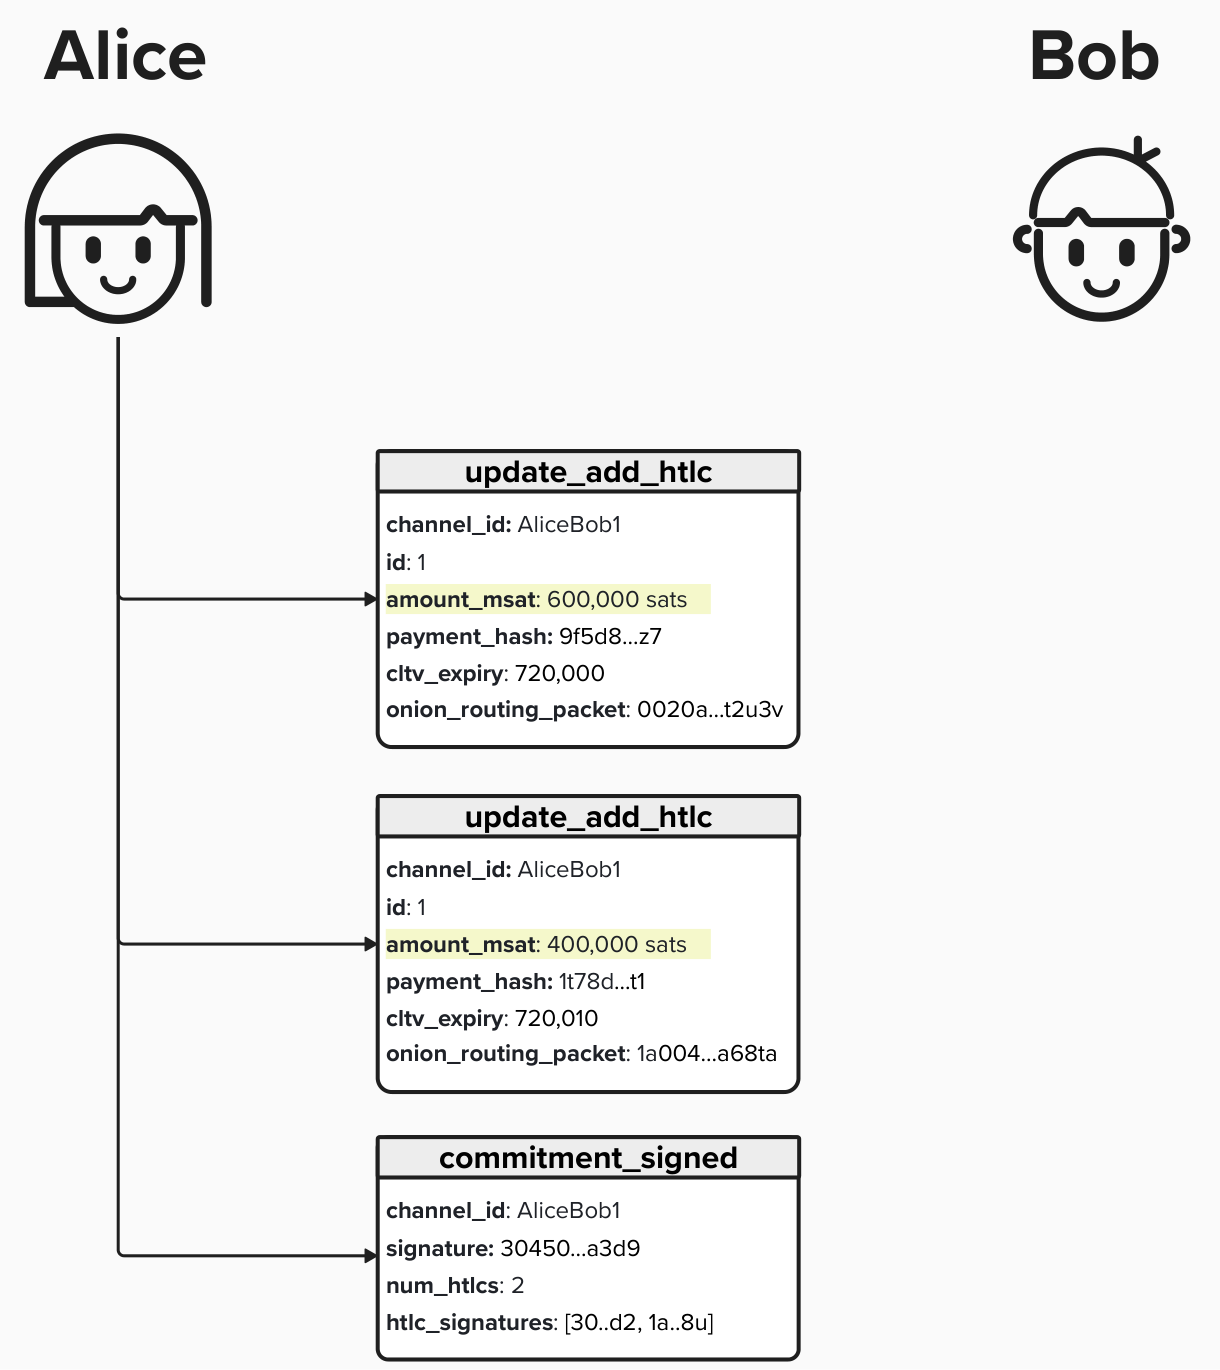 Alice
Bob
update_add_htlc
channel_id: AliceBob1
id: 1
amount_msat: 600,000 sats
payment_hash: 9f5d8...z7
cltv_expiry: 720,000
onion_routing_packet: 0020a...t2u3v
update_add_htlc
channel_id: AliceBob1
id: 1
amount_msat: 400,000 sats
payment_hash: 1t78d...t1
cltv_expiry: 720,010
onion_routing_packet: 1a004...a68ta
commitment_signed
channel_id: AliceBob1
signature: 30450...a3d9
num_htlcs: 2
htlc_signatures: [30..d2, 1a..8u]